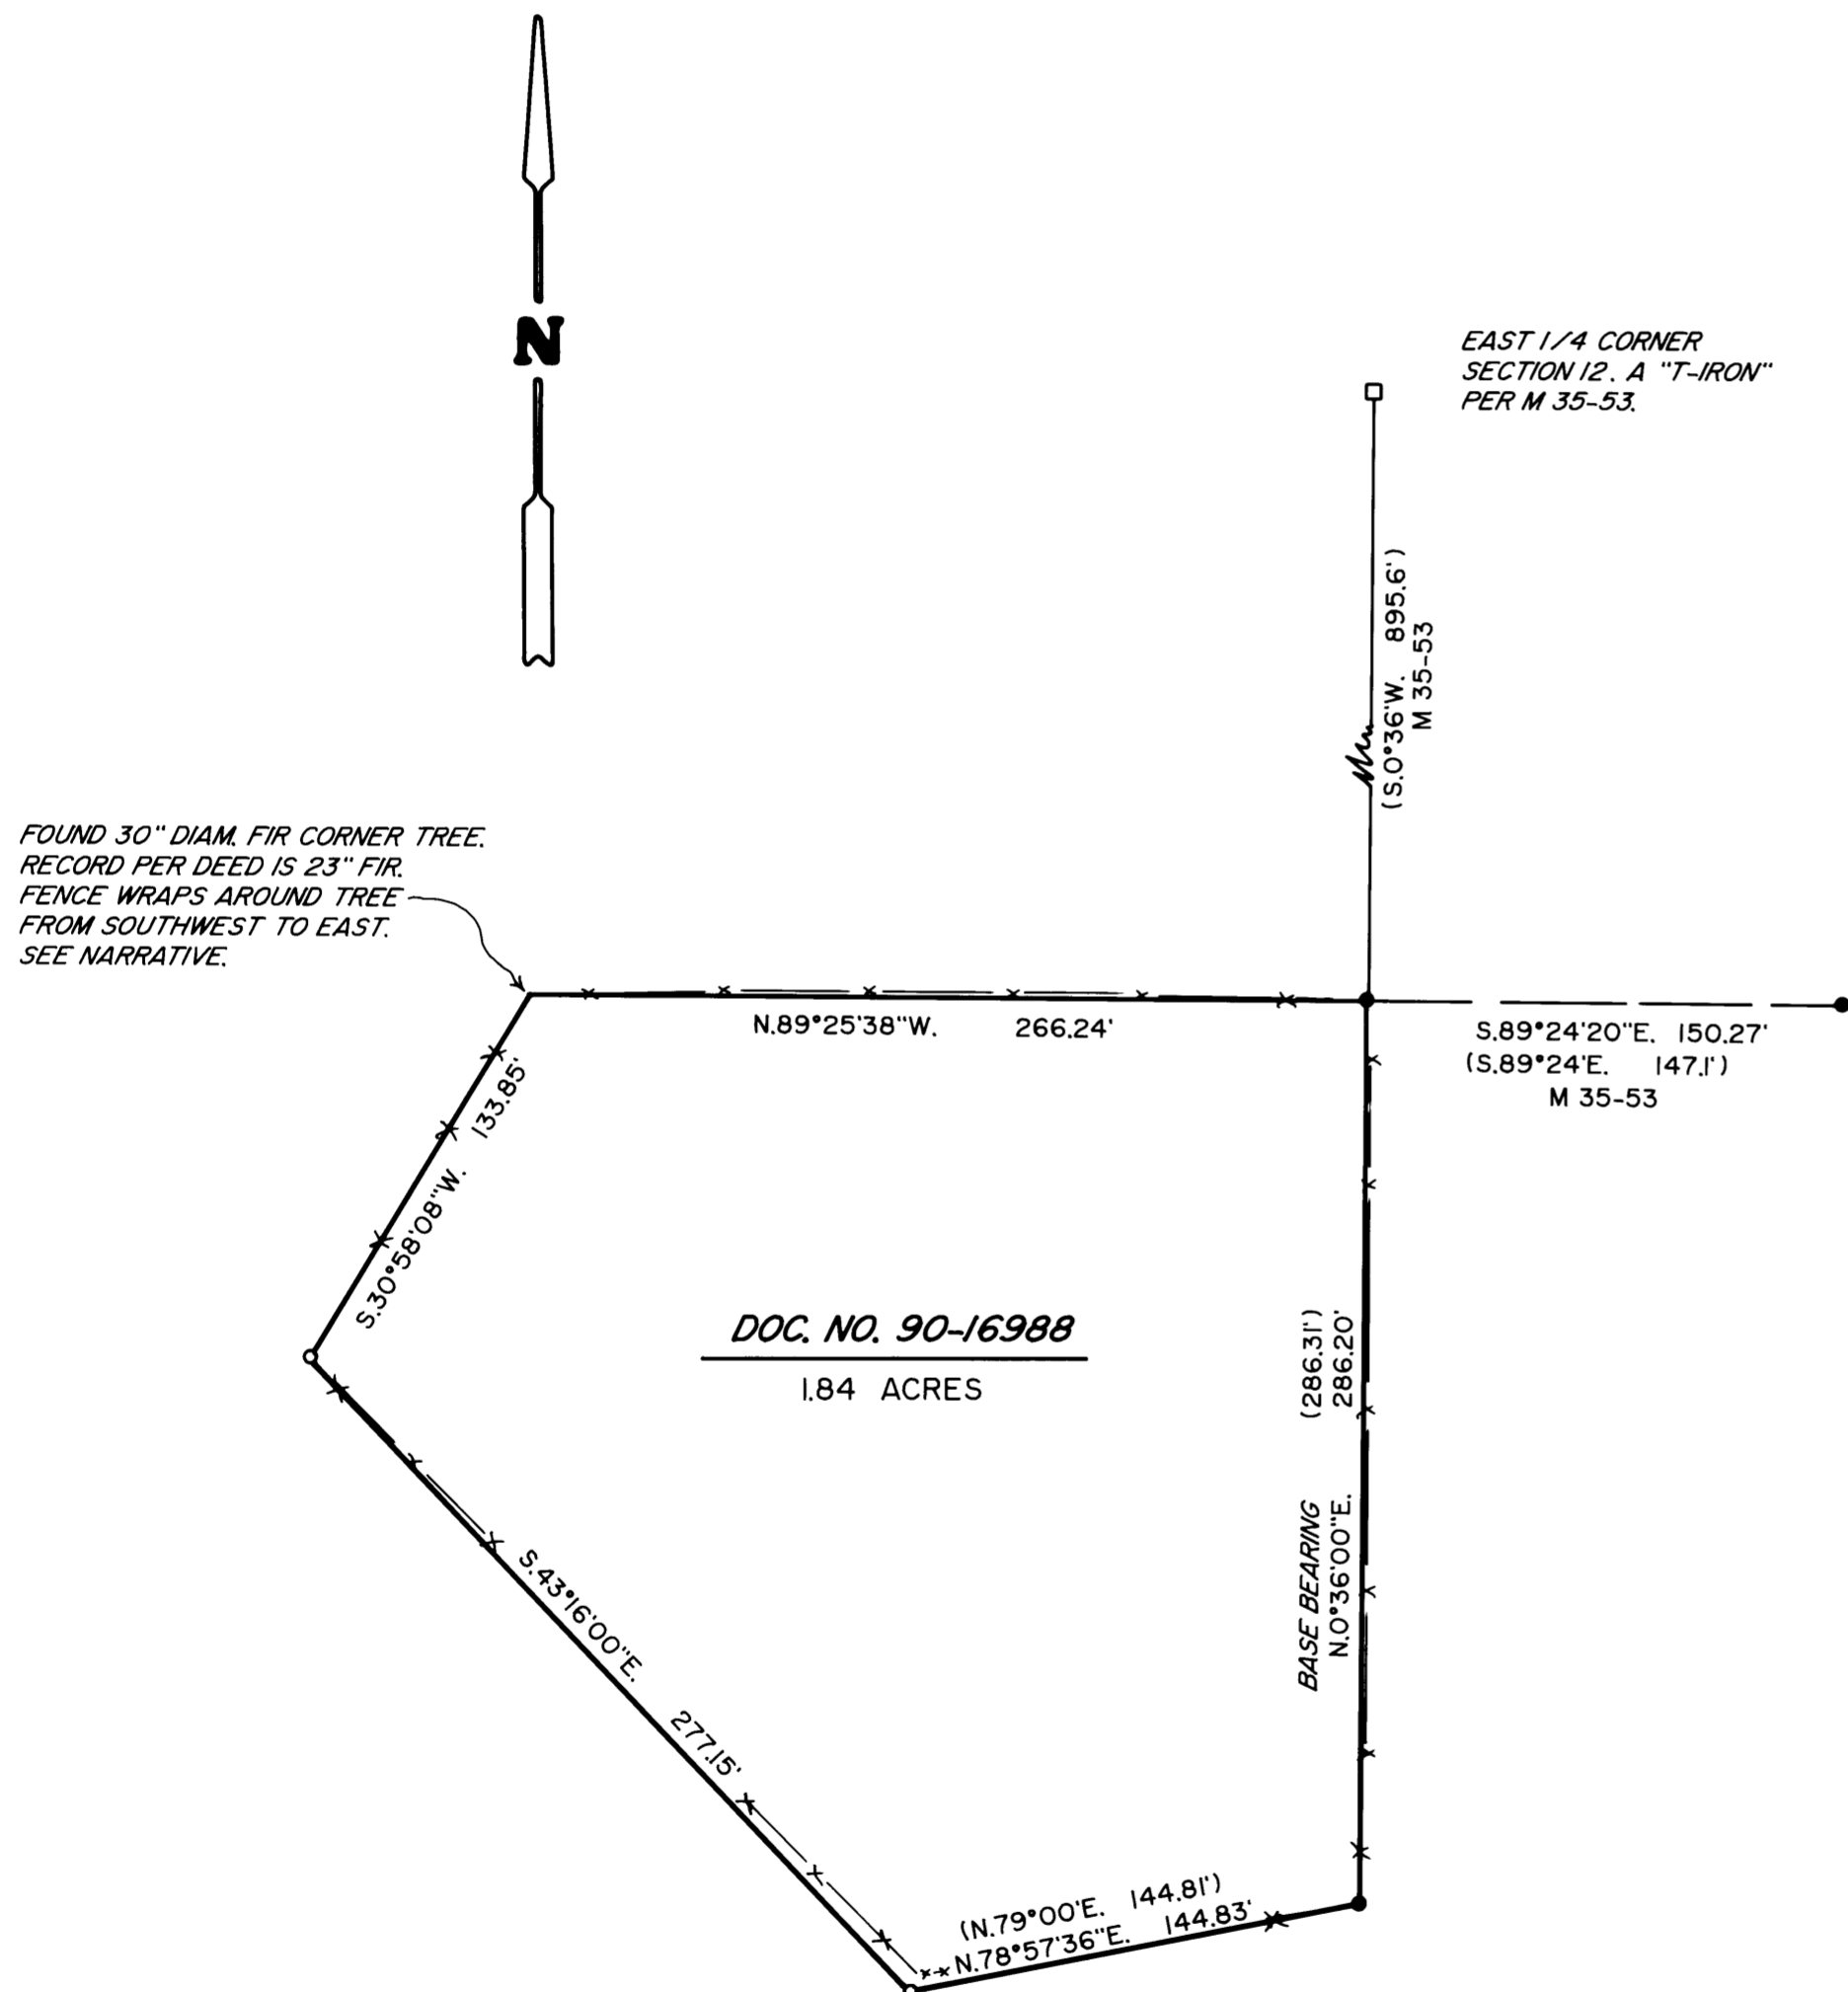 N
EAST 1/4 CORNER
SECTION 12. A "T-IRON"
PER M 35-53.
(S.0°36'W. 895.6')
M 35-53
FOUND 30" DIAM. FIR CORNER TREE.
RECORD PER DEED IS 23" FIR.
FENCE WRAPS AROUND TREE
FROM SOUTHWEST TO EAST.
SEE NARRATIVE.
N.89°25'38"W. 266.24'
S.89°24'20"E. 150.27'
(S.89°24'E. 147.1')
M 35-53
S.30°58'08"W. 133.85'
DOC. NO. 90-16988
1.84 ACRES
(286.31')
286.20'
BASE BEARING
N.0°36'00"E.
S.43°16'00"E. 277.15'
(N.79°00'E. 144.81')
N.78°57'36"E. 144.83'